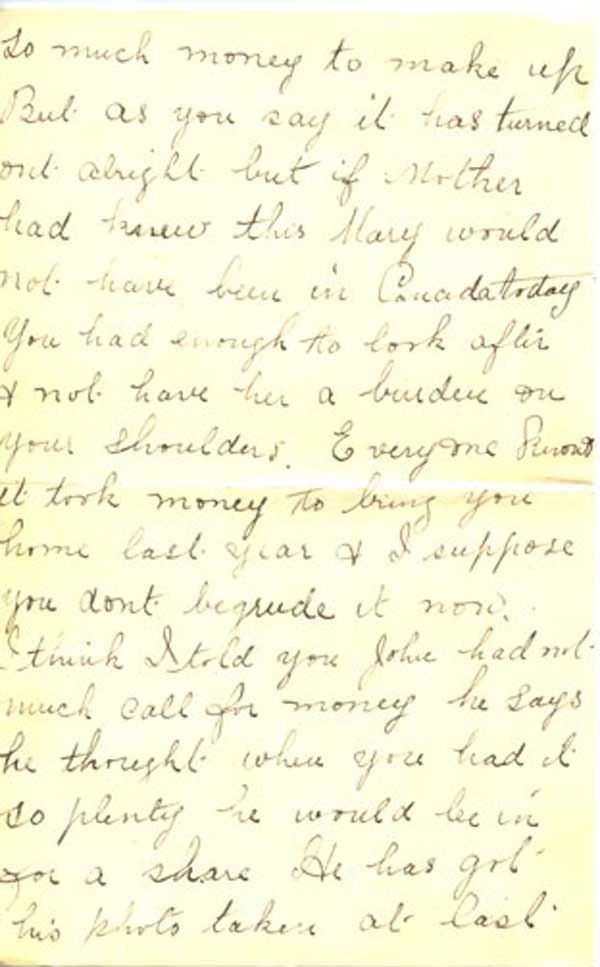 so much money to make up
But as you say it has turned
out alright but if Mother
had knew this Mary would
not have been in Canada today
You had enough to look after
& not have her a burden on
your shoulders. Everyone knows
it took money to bring you
home last year & I suppose
you dont begrude it now.
I think I told you John had not
much call for money he says
he thought when you had it
so plenty he would be in
for a share He has got
his photo taken at last